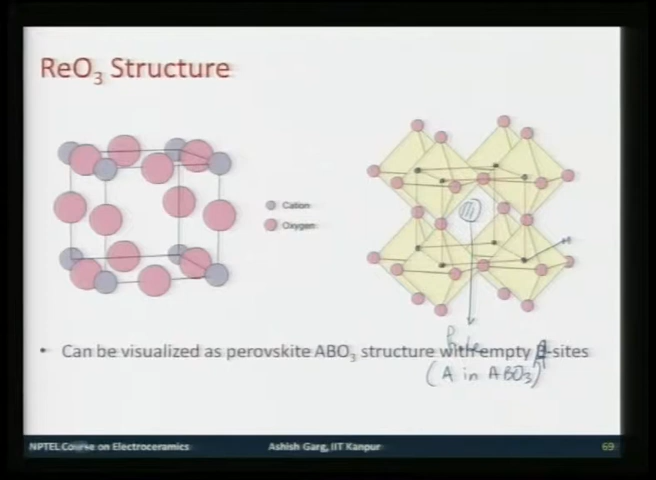 ReO3 Structure
Cation
Oxygen
• Can be visualized as perovskite ABO3 structure with empty A-sites
(A in ABO3)
NPTEL Course on Electroceramics
Ashish Garg, IIT Kanpur
69